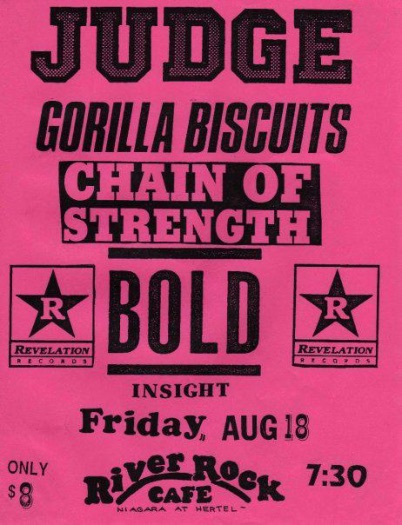 JUDGE
GORILLA BISCUITS
CHAIN OF
STRENGTH
BOLD
R
REVELATION
RECORDS
R
REVELATION
RECORDS
INSIGHT
Friday, AUG 18
ONLY
$8
River Rock
CAFE
NIAGARA AT HERTEL
7:30